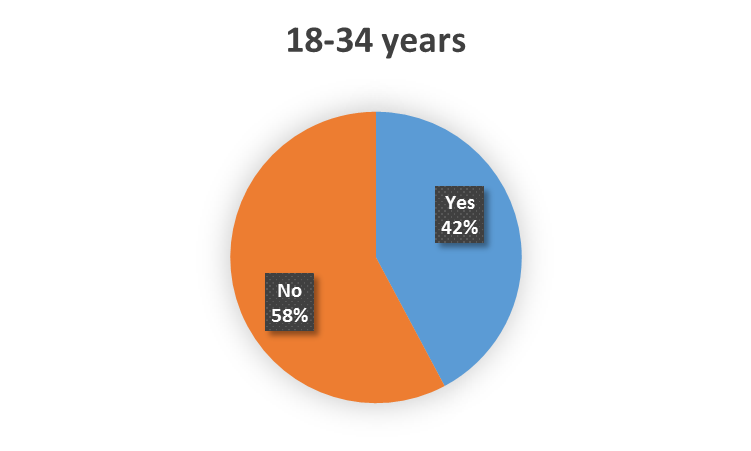 18-34 years
Yes
42%
No
58%